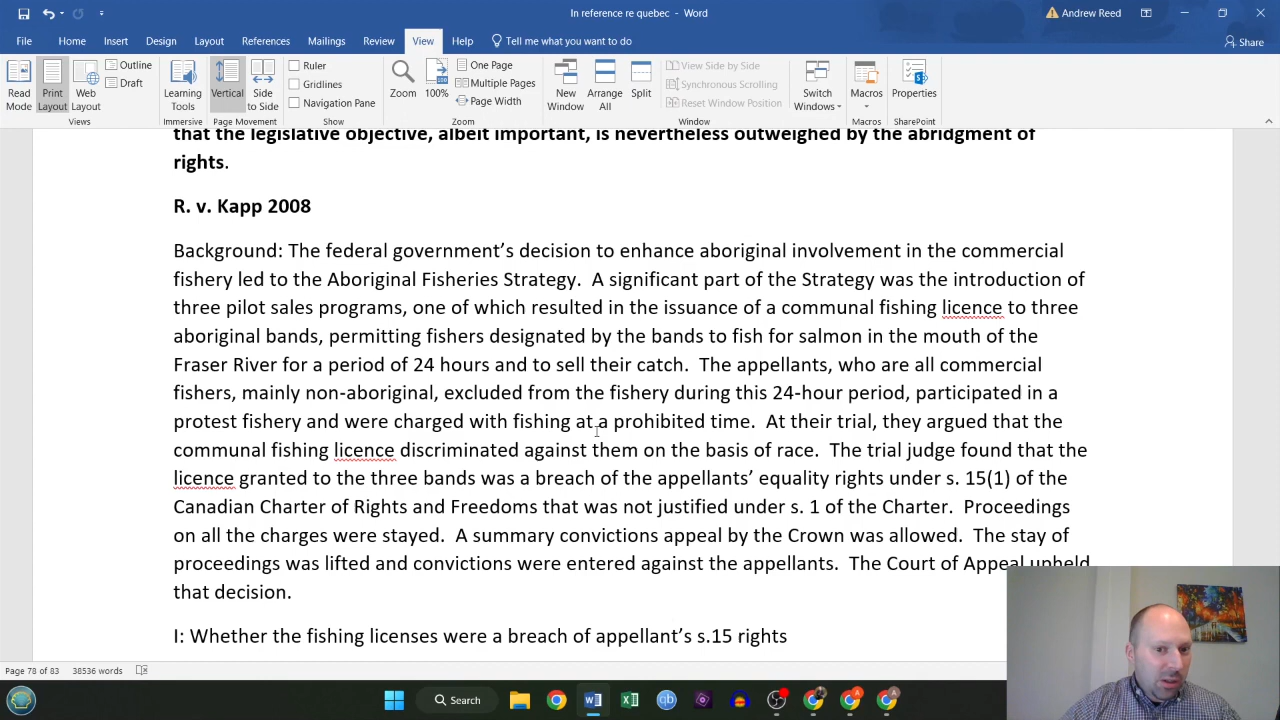 In reference re quebec - Word
Andrew Reed
File Home Insert Design Layout References Mailings Review View Help Tell me what you want to do
Share
Read Mode
Print Layout
Web Layout
Outline
Draft
Views
Learning Tools
Immersive
Vertical
Side to Side
Page Movement
Ruler
Gridlines
Navigation Pane
Show
Zoom
100%
One Page
Multiple Pages
Page Width
Zoom
New Window
Arrange All
Split
View Side by Side
Synchronous Scrolling
Reset Window Position
Window
Switch Windows
Macros
Macros
Properties
SharePoint
that the legislative objective, albeit important, is nevertheless outweighed by the abridgment of
rights.
R. v. Kapp 2008
Background: The federal government's decision to enhance aboriginal involvement in the commercial
fishery led to the Aboriginal Fisheries Strategy. A significant part of the Strategy was the introduction of
three pilot sales programs, one of which resulted in the issuance of a communal fishing licence to three
aboriginal bands, permitting fishers designated by the bands to fish for salmon in the mouth of the
Fraser River for a period of 24 hours and to sell their catch. The appellants, who are all commercial
fishers, mainly non-aboriginal, excluded from the fishery during this 24-hour period, participated in a
protest fishery and were charged with fishing at a prohibited time. At their trial, they argued that the
communal fishing licence discriminated against them on the basis of race. The trial judge found that the
licence granted to the three bands was a breach of the appellants' equality rights under s. 15(1) of the
Canadian Charter of Rights and Freedoms that was not justified under s. 1 of the Charter. Proceedings
on all the charges were stayed. A summary convictions appeal by the Crown was allowed. The stay of
proceedings was lifted and convictions were entered against the appellants. The Court of Appeal upheld
that decision.
I: Whether the fishing licenses were a breach of appellant's s.15 rights
Page 78 of 83 38536 words
Search